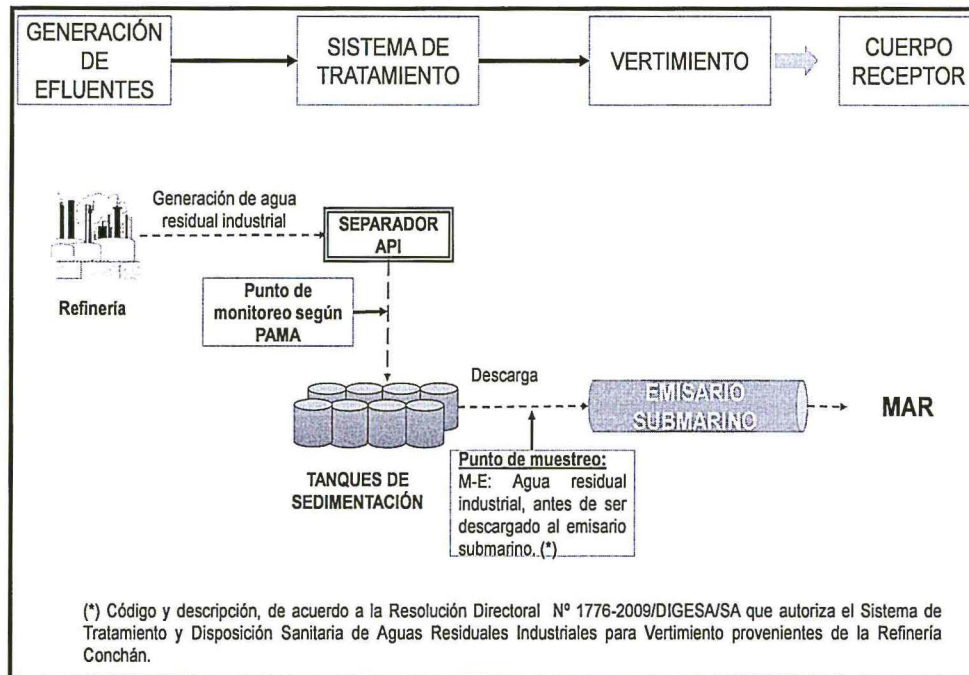 GENERACIÓN
DE
EFLUENTES
SISTEMA DE
TRATAMIENTO
VERTIMIENTO
CUERPO
RECEPTOR
Generación de agua
residual industrial
SEPARADOR
API
Refinería
Punto de
monitoreo según
PAMA
Descarga
EMISARIO
SUBMARINO
MAR
TANQUES DE
SEDIMENTACIÓN
Punto de muestreo:
M-E: Agua residual
industrial, antes de ser
descargado al emisario
submarino. (*)
(*) Código y descripción, de acuerdo a la Resolución Directoral Nº 1776-2009/DIGESA/SA que autoriza el Sistema de
Tratamiento y Disposición Sanitaria de Aguas Residuales Industriales para Vertimiento provenientes de la Refinería
Conchán.